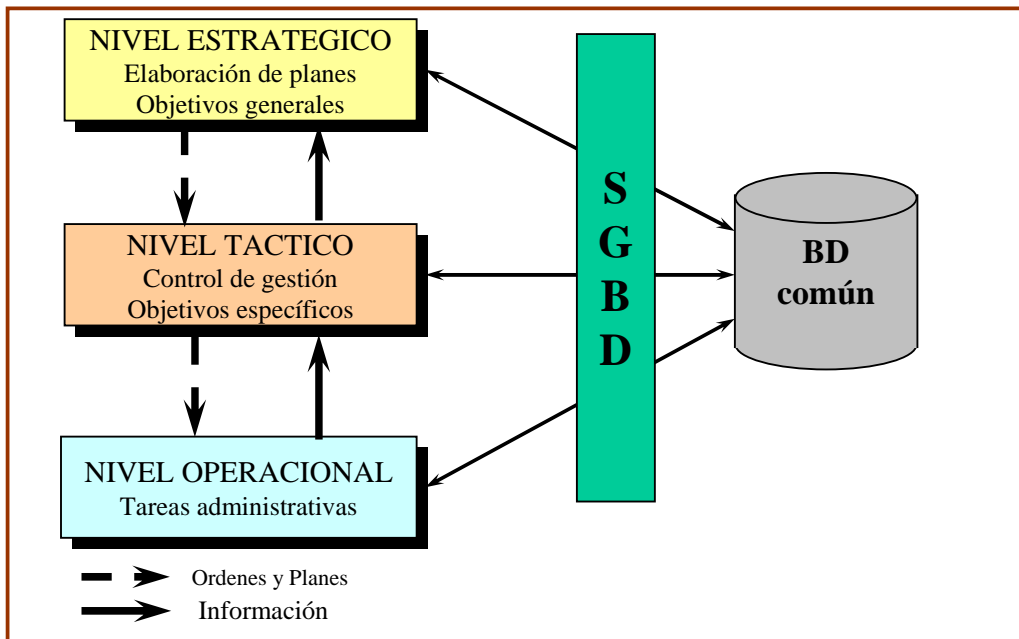 NIVEL ESTRATEGICO
Elaboración de planes
Objetivos generales
NIVEL TACTICO
Control de gestión
Objetivos específicos
NIVEL OPERACIONAL
Tareas administrativas
S
G
B
D
BD
común
Ordenes y Planes
Información